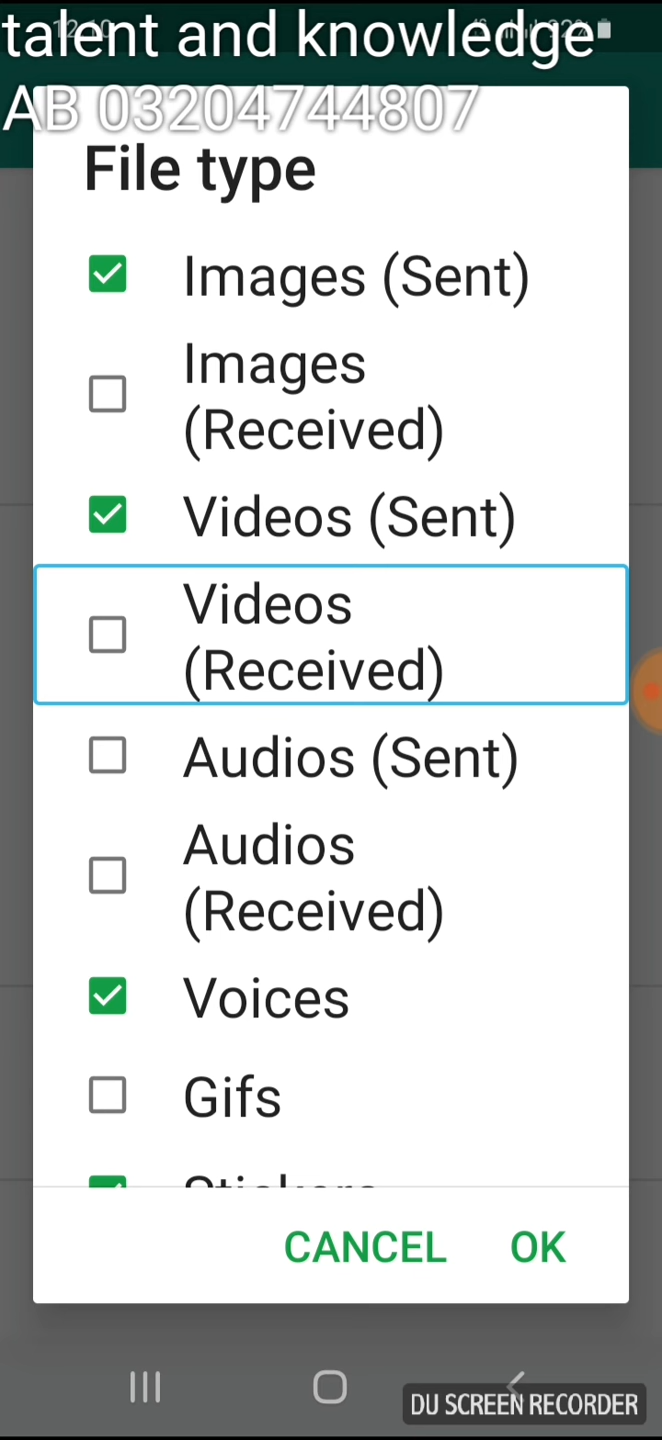 talent and knowledge
AB 03204744807
File type
Images (Sent)
Images
(Received)
Videos (Sent)
Videos
(Received)
Audios (Sent)
Audios
(Received)
Voices
Gifs
Stickers
CANCEL
OK
DU SCREEN RECORDER